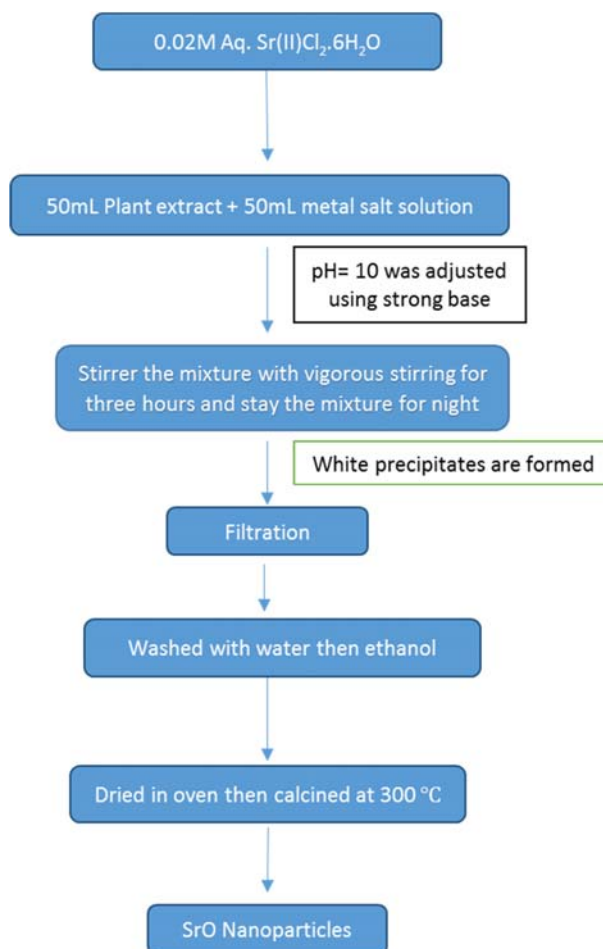 0.02M Aq. Sr(II)Cl₂.6H₂O
50mL Plant extract + 50mL metal salt solution
pH= 10 was adjusted
using strong base
Stirrer the mixture with vigorous stirring for
three hours and stay the mixture for night
White precipitates are formed
Filtration
Washed with water then ethanol
Dried in oven then calcined at 300 °C
SrO Nanoparticles